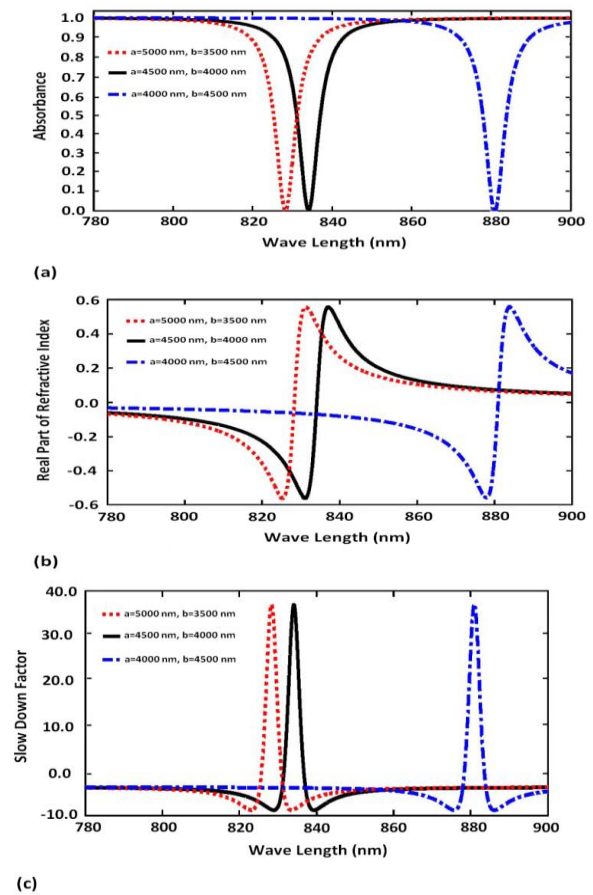 1.0
0.9
0.8
0.7
0.6
0.5
0.4
0.3
0.2
0.1
0.0
Absorbance
a=5000 nm, b=3500 nm
a=4500 nm, b=4000 nm
a=4000 nm, b=4500 nm
780 800 820 840 860 880 900
Wave Length (nm)
(a)
0.6
0.4
0.2
0.0
-0.2
-0.4
-0.6
Real Part of Refractive Index
a=5000 nm, b=3500 nm
a=4500 nm, b=4000 nm
a=4000 nm, b=4500 nm
780 800 820 840 860 880 900
Wave Length (nm)
(b)
40.0
30.0
20.0
10.0
0.0
-10.0
Slow Down Factor
a=5000 nm, b=3500 nm
a=4500 nm, b=4000 nm
a=4000 nm, b=4500 nm
780 800 820 840 860 880 900
Wave Length (nm)
(c)